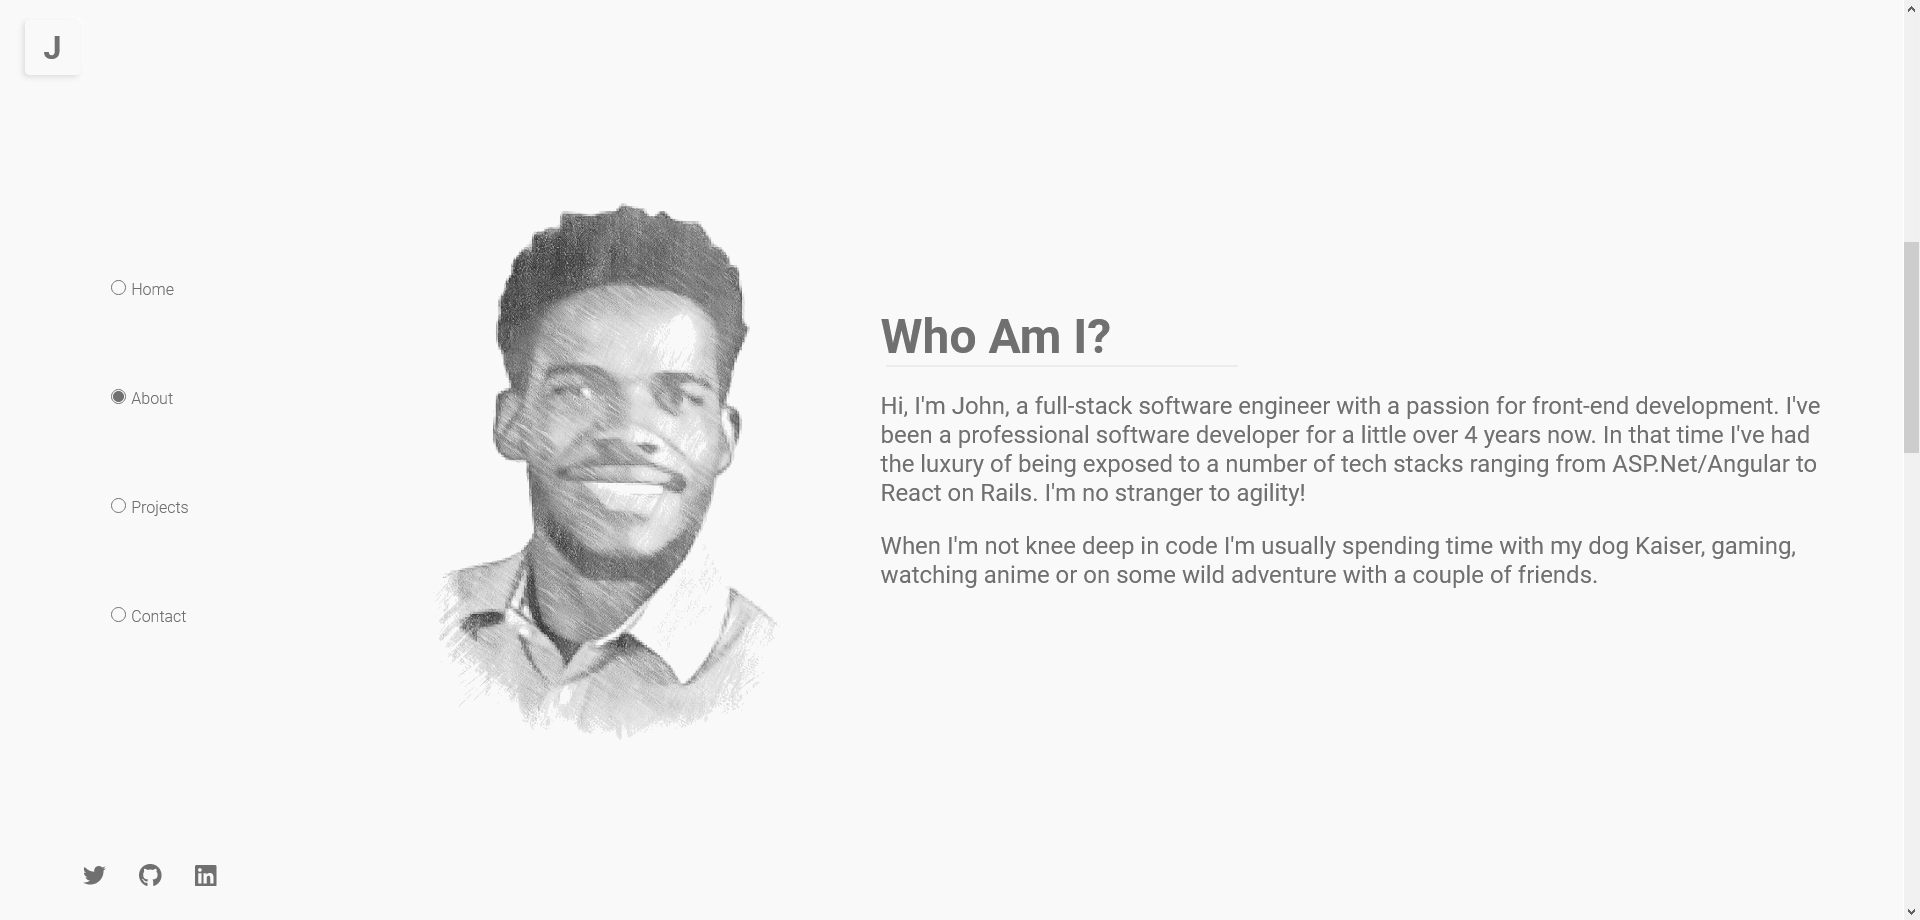 J
Home
About
Projects
Contact
Who Am I?
Hi, I'm John, a full-stack software engineer with a passion for front-end development. I've
been a professional software developer for a little over 4 years now. In that time I've had
the luxury of being exposed to a number of tech stacks ranging from ASP.Net/Angular to
React on Rails. I'm no stranger to agility!
When I'm not knee deep in code I'm usually spending time with my dog Kaiser, gaming,
watching anime or on some wild adventure with a couple of friends.
in